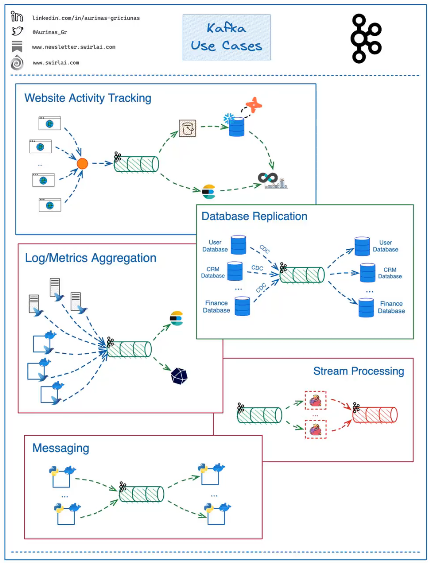 linkedin.com/in/aurimas-griciunas
@Aurimas_Gr
www.newsletter.swirlai.com
www.swirlai.com
Kafka
Use Cases
Website Activity Tracking
...
Database Replication
User
Database
CDC
User
Database
CRM
Database
CDC
CRM
Database
...
CDC
...
Finance
Database
Finance
Database
Log/Metrics Aggregation
...
Stream Processing
...
Messaging
...
...